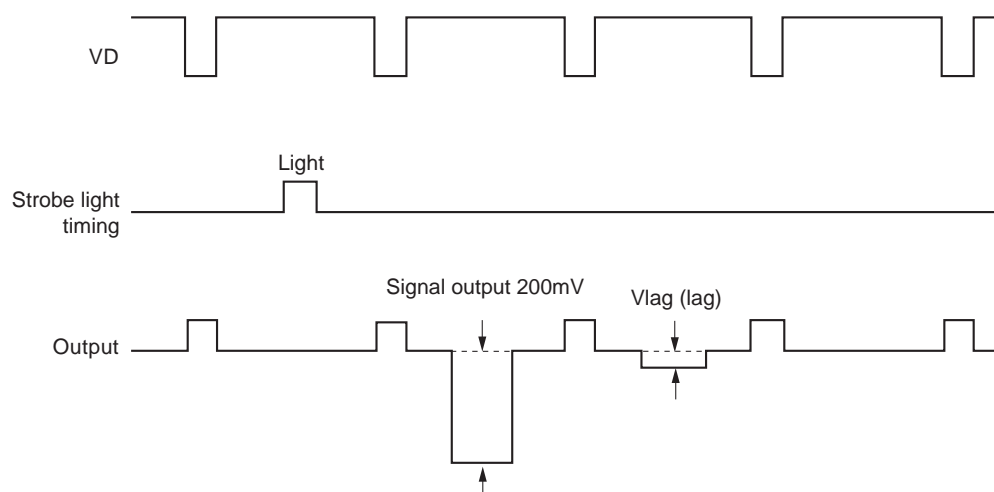 VD
Light
Strobe light
timing
Signal output 200mV
Vlag (lag)
Output